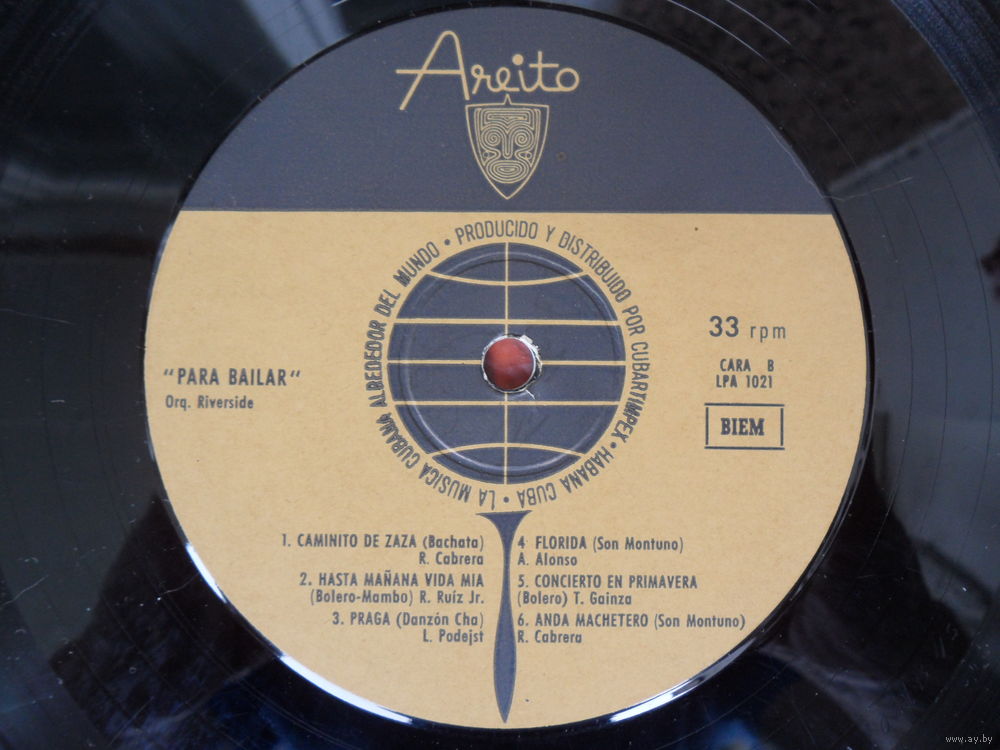 Areito
PRODUCIDO Y DISTRIBUIDO POR CUBARTIMPEX • HABANA CUBA • LA MUSICA CUBANA ALREDEDOR DEL MUNDO •
33 rpm
CARA B
LPA 1021
BIEM
"PARA BAILAR"
Orq. Riverside
1. CAMINITO DE ZAZA (Bachata)
R. Cabrera
2. HASTA MAÑANA VIDA MIA
(Bolero-Mambo) R. Ruíz Jr.
3. PRAGA (Danzón Cha)
L. Podejst
4 FLORIDA (Son Montuno)
A. Alonso
5. CONCIERTO EN PRIMAVERA
(Bolero) T. Gainza
6. ANDA MACHETERO (Son Montuno)
R. Cabrera
www.ay.by